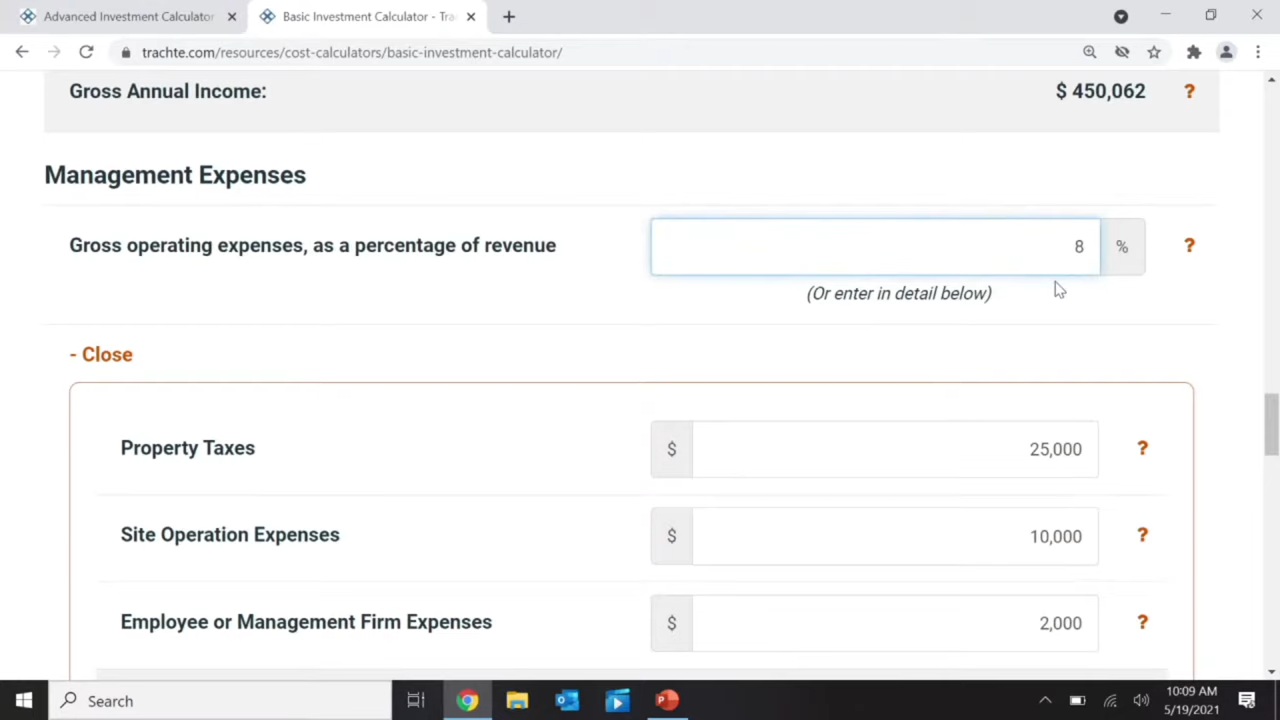 Advanced Investment Calculator
Basic Investment Calculator - Tra
trachte.com/resources/cost-calculators/basic-investment-calculator/
Gross Annual Income: $ 450,062 ?
Management Expenses
Gross operating expenses, as a percentage of revenue 8 % ?
(Or enter in detail below)
- Close
Property Taxes $ 25,000 ?
Site Operation Expenses $ 10,000 ?
Employee or Management Firm Expenses $ 2,000 ?
Search
10:09 AM
5/19/2021